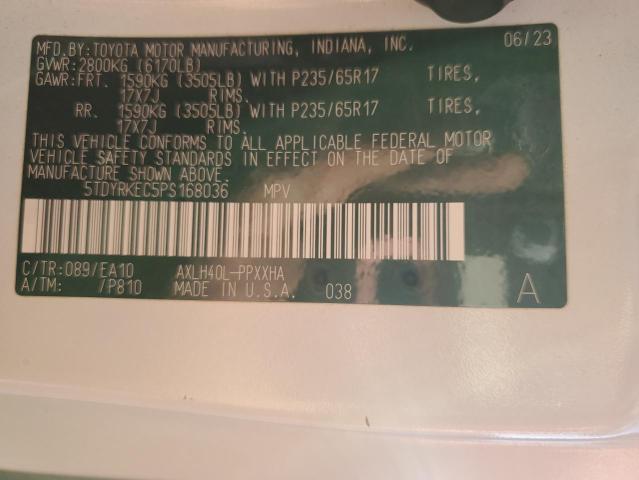 MFD. BY: TOYOTA MOTOR MANUFACTURING, INDIANA, INC. 06/23
GVWR: 2800KG (6170LB)
GAWR: FRT. 1590KG (3505LB) WITH P235/65R17 TIRES,
17X7J RIMS.
RR. 1590KG (3505LB) WITH P235/65R17 TIRES,
17X7J RIMS.
THIS VEHICLE CONFORMS TO ALL APPLICABLE FEDERAL MOTOR
VEHICLE SAFETY STANDARDS IN EFFECT ON THE DATE OF
MANUFACTURE SHOWN ABOVE.
5TDYRKEC5PS168036 MPV
C/TR: 089/EA10 AXLH40L-PPXXHA
A/TM: /P810 MADE IN U.S.A. 038 A